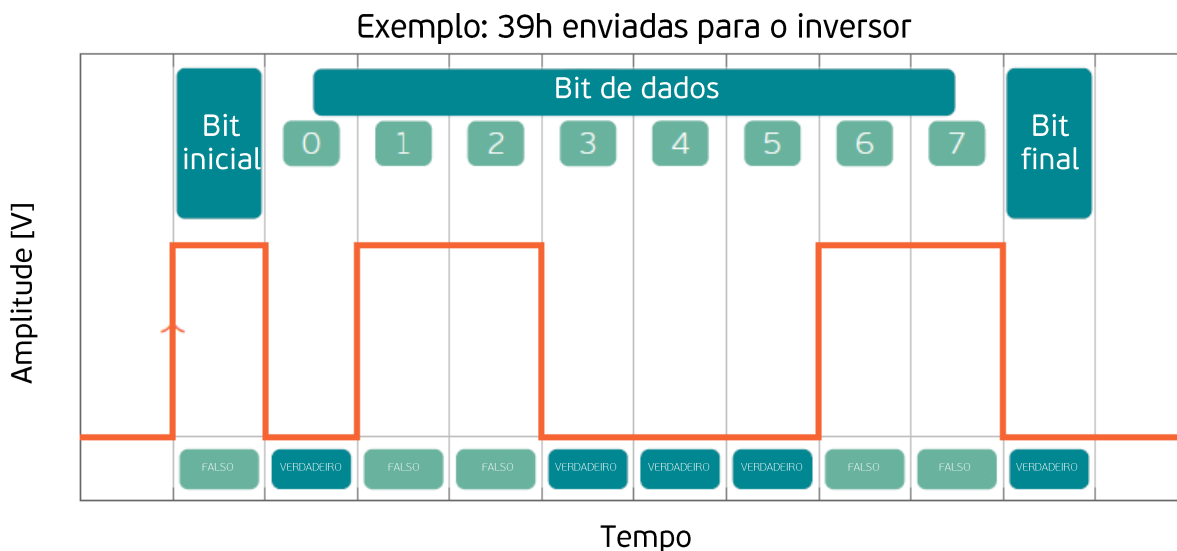 Exemplo: 39h enviadas para o inversor
Bit de dados
Bit
inicial
0 1 2 3 4 5 6 7
Bit
final
Amplitude [V]
FALSO VERDADEIRO FALSO FALSO VERDADEIRO VERDADEIRO VERDADEIRO FALSO FALSO VERDADEIRO
Tempo